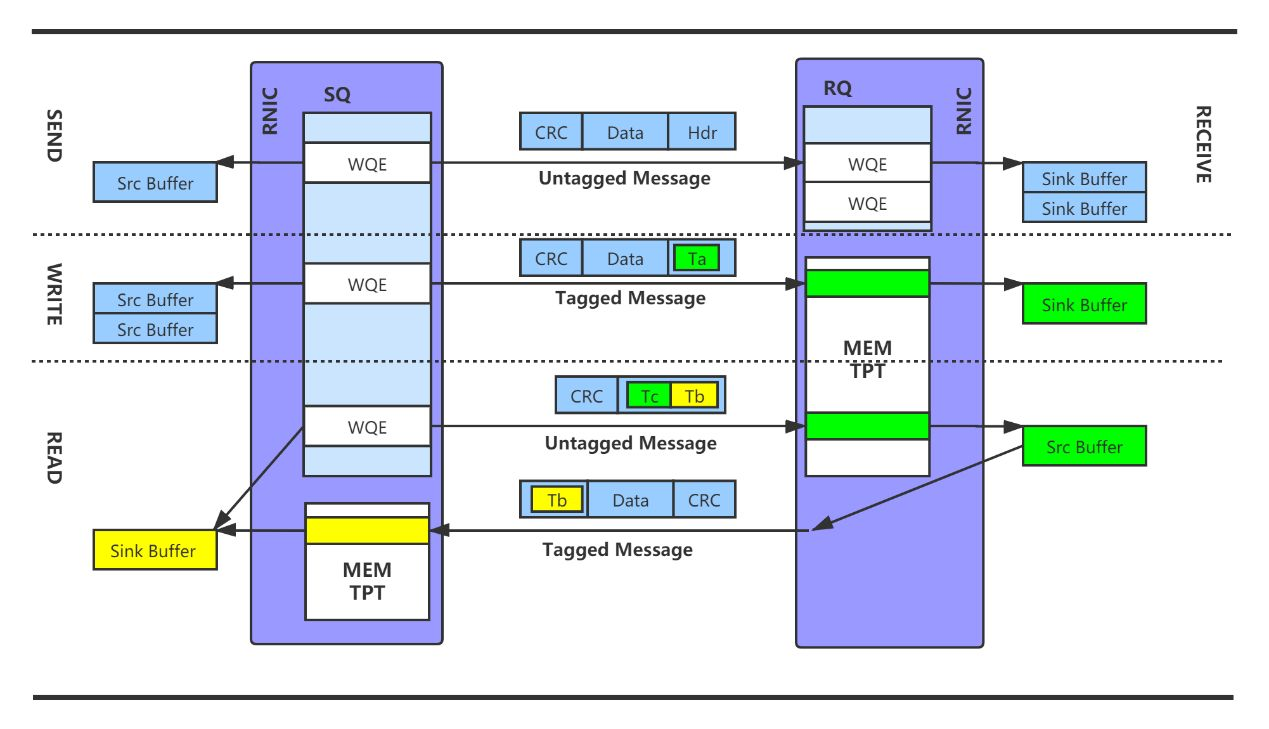 SEND
RNIC
SQ
WQE
Src Buffer
CRC Data Hdr
Untagged Message
RQ
RNIC
WQE
WQE
Sink Buffer
Sink Buffer
RECEIVE
WRITE
Src Buffer
Src Buffer
WQE
CRC Data Ta
Tagged Message
Sink Buffer
MEM
TPT
READ
WQE
CRC Tc Tb
Untagged Message
Src Buffer
Tb Data CRC
Tagged Message
Sink Buffer
MEM
TPT